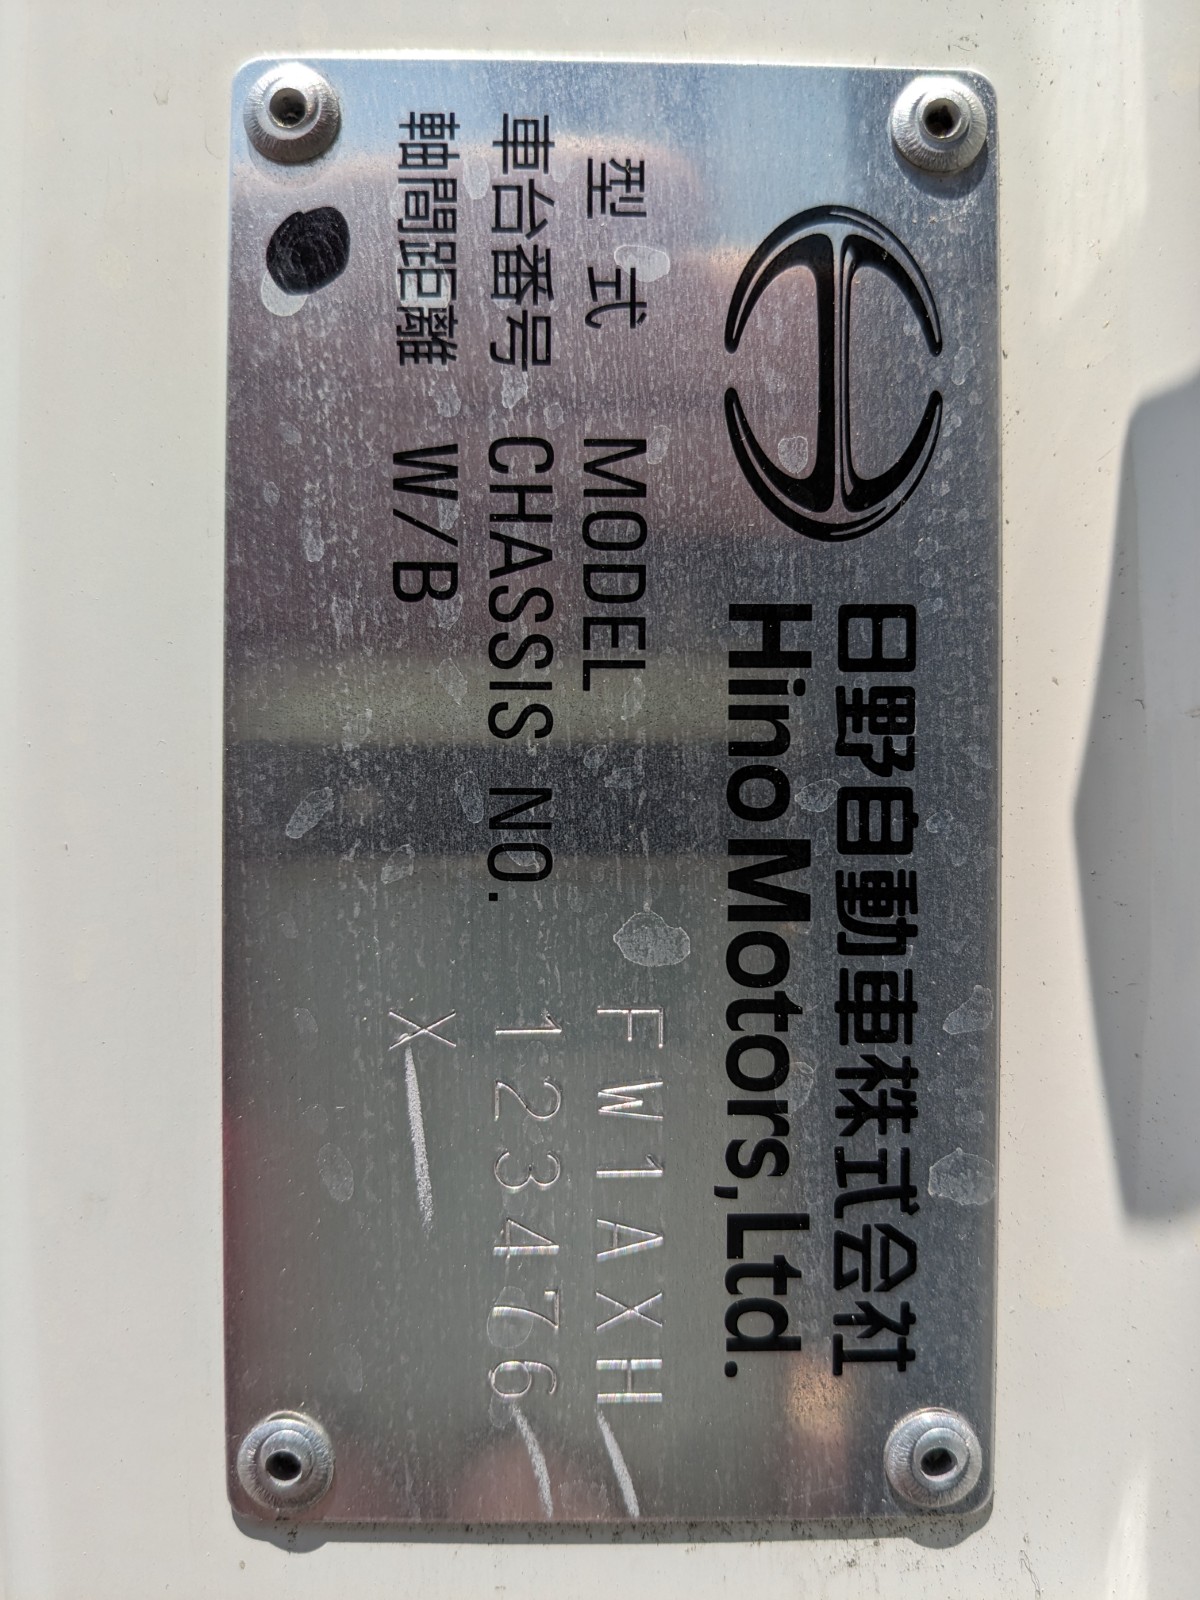 日野自動車株式会社
Hino Motors, Ltd.
型式 MODEL FW1AXH
車台番号 CHASSIS NO. 123476
軸間距離 W/B X